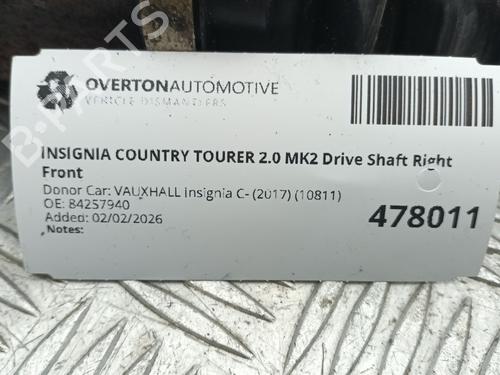 OVERTONAUTOMOTIVE
VEHICLE DISMANTLERS
INSIGNIA COUNTRY TOURER 2.0 MK2 Drive Shaft Right
Front
Donor Car: VAUXHALL Insignia C- (2017) (10811)
OE: 84257940
Added: 02/02/2026
Notes:
478011
B-PARTS